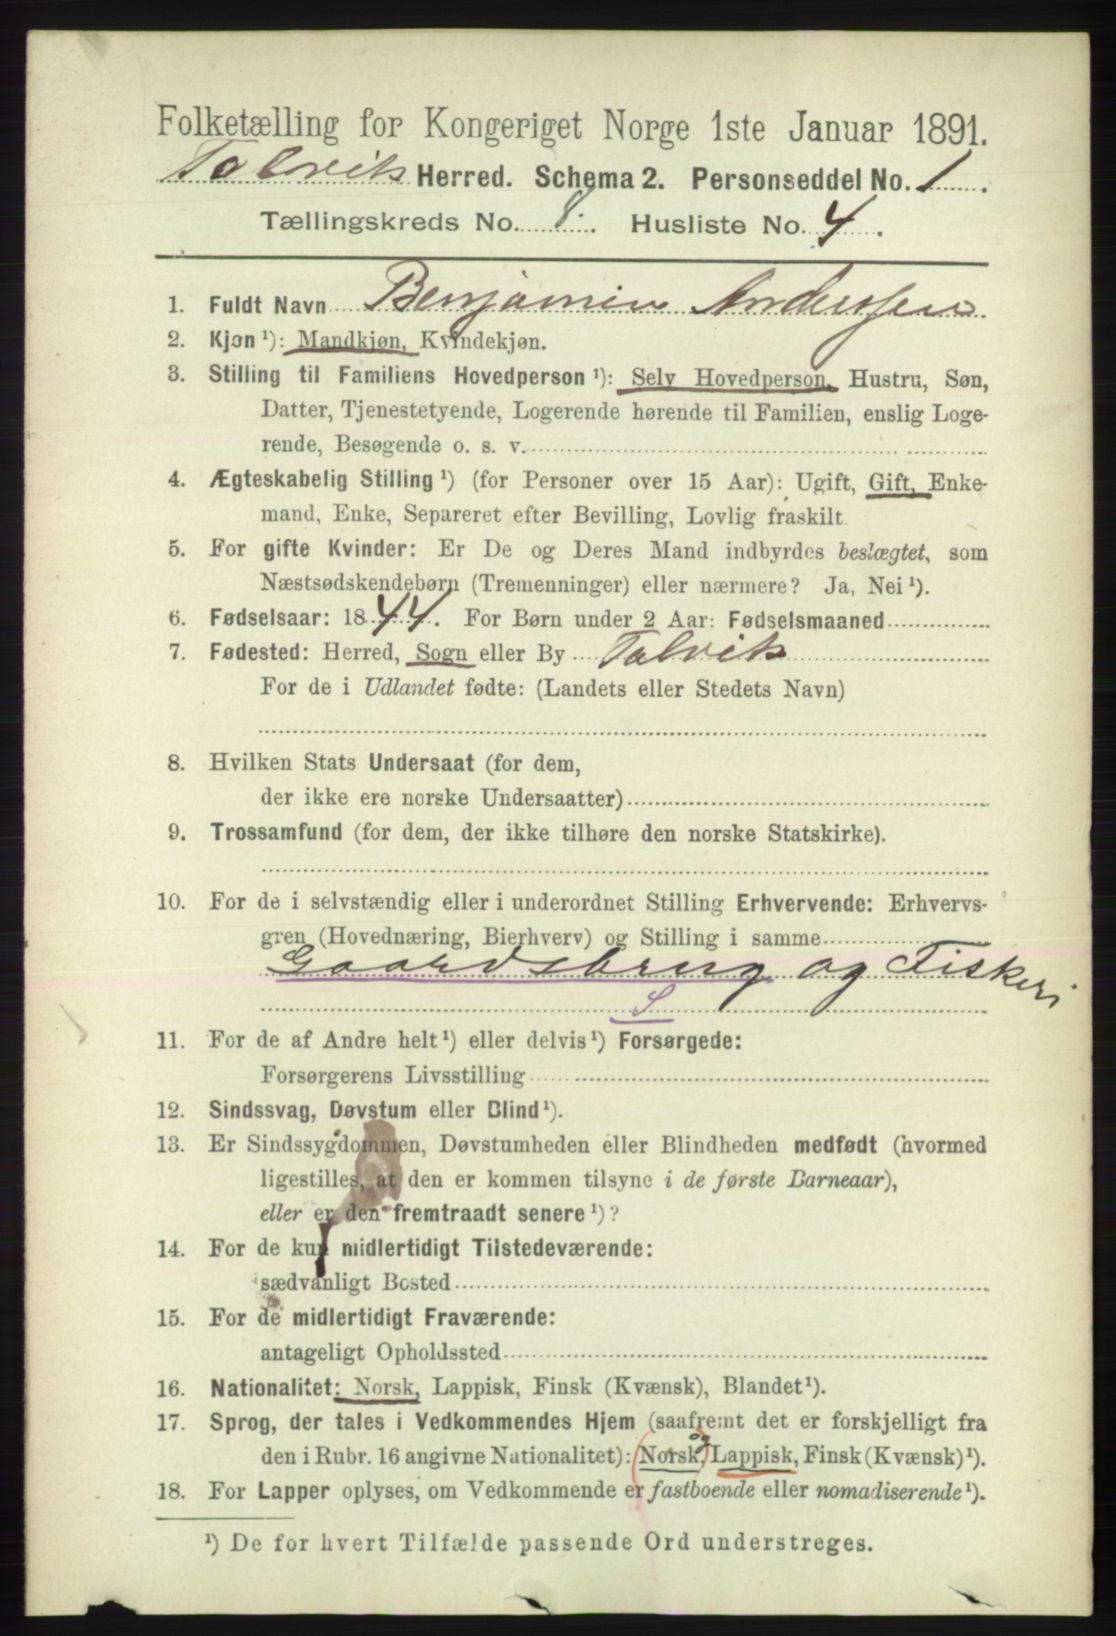 Folketælling for Kongeriget Norge 1ste Januar 1891.
Talvik Herred. Schema 2. Personseddel No. 1.
Tællingskreds No. 8. Husliste No. 4.
1. Fuldt Navn Benjamin Andersen
2. Kjøn ¹): Mandkjøn, Kvindekjøn.
3. Stilling til Familiens Hovedperson ¹): Selv Hovedperson, Hustru, Søn,
Datter, Tjenestetyende, Logerende hørende til Familien, enslig Loge-
rende, Besøgende o. s. v.
4. Ægteskabelig Stilling ¹) (for Personer over 15 Aar): Ugift, Gift, Enke-
mand, Enke, Separeret efter Bevilling, Lovlig fraskilt
5. For gifte Kvinder: Er De og Deres Mand indbyrdes beslægtet, som
Næstsødskendebørn (Tremenninger) eller nærmere? Ja, Nei ¹).
6. Fødselsaar: 1844. For Børn under 2 Aar: Fødselsmaaned
7. Fødested: Herred, Sogn eller By Talvik
For de i Udlandet fødte: (Landets eller Stedets Navn)
8. Hvilken Stats Undersaat (for dem,
der ikke ere norske Undersaatter)
9. Trossamfund (for dem, der ikke tilhøre den norske Statskirke).
10. For de i selvstændig eller i underordnet Stilling Erhvervende: Erhvervs-
gren (Hovednæring, Bierhverv) og Stilling i samme
Gaardsbrug og Fiskeri
S
11. For de af Andre helt ¹) eller delvis ¹) Forsørgede:
Forsørgerens Livsstilling
12. Sindssvag, Døvstum eller Blind ¹).
13. Er Sindssygdommen, Døvstumheden eller Blindheden medfødt (hvormed
ligestilles, at den er kommen tilsyne i de første Barneaar),
eller er den fremtraadt senere ¹)?
14. For de kun midlertidigt Tilstedeværende:
sædvanligt Bosted
15. For de midlertidigt Fraværende:
antageligt Opholdssted
16. Nationalitet: Norsk, Lappisk, Finsk (Kvænsk), Blandet ¹).
17. Sprog, der tales i Vedkommendes Hjem (saafremt det er forskjelligt fra
den i Rubr. 16 angivne Nationalitet): Norsk, og Lappisk, Finsk (Kvænsk) ¹).
18. For Lapper oplyses, om Vedkommende er fastboende eller nomadiserende ¹).
¹) De for hvert Tilfælde passende Ord understreges.